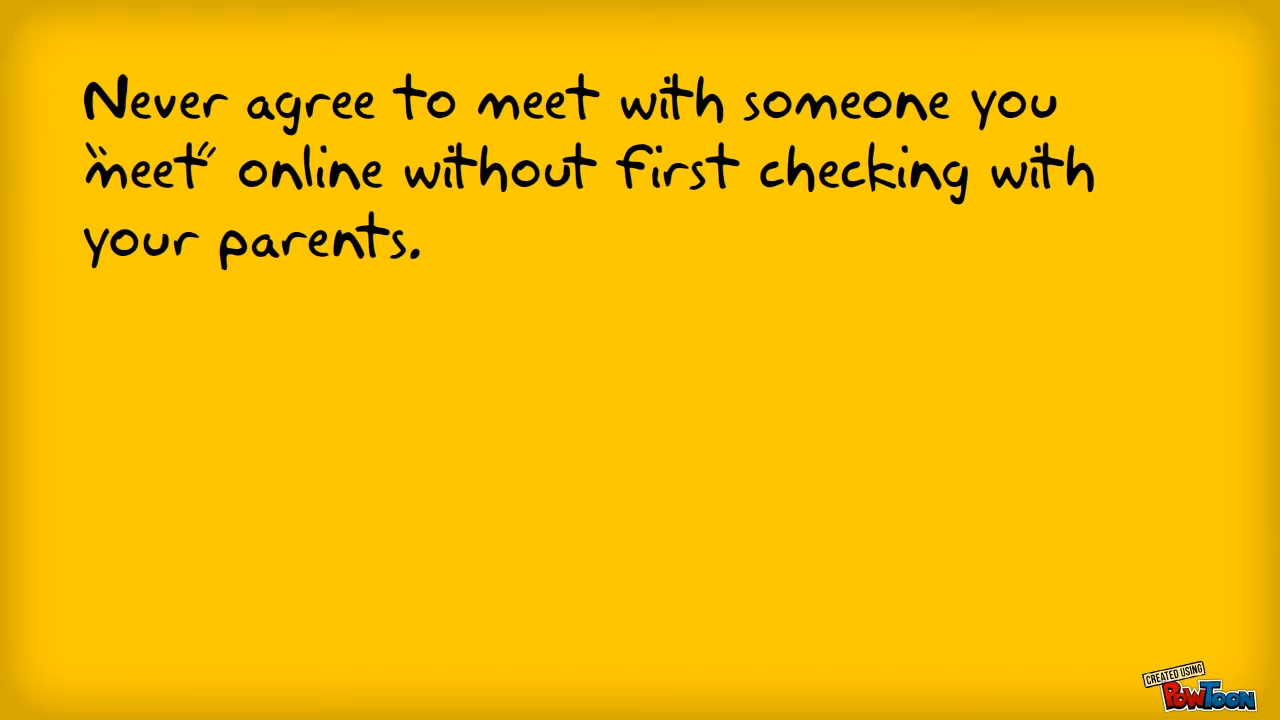 Never agree to meet with someone you
"meet" online without first checking with
your parents.
CREATED USING
POWTOON